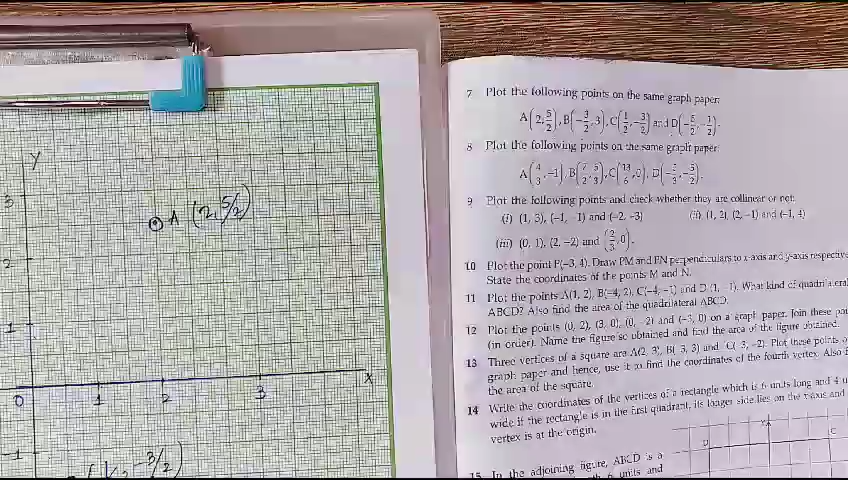 Y
3
A (2, 5/2)
2
1
X
0 1 2 3
-1
-3/2)
7 Plot the following points on the same graph paper:
A(2, 5/2), B(-3/2, 3), C(1/2, -3/2) and D(-5/2, -1/2).
8 Plot the following points on the same graph paper
A(4/3, -1), B(7/2, 5/3), C(13/6, 0), D(-5/3, -5/2).
9 Plot the following points and check whether they are collinear or not:
(i) (1, 3), (-1, -1) and (-2, -3) (ii) (1, 2), (2, -1) and (-1, 4)
(iii) (0, 1), (2, -2) and (2/3, 0).
10 Plot the point P(-3, 4). Draw PM and PN perpendiculars to x-axis and y-axis respective
State the coordinates of the points M and N.
11 Plot the points A(1, 2), B(-4, 2), C(-4, -1) and D (1, -1). What kind of quadrilateral
ABCD? Also find the area of the quadrilateral ABCD.
12 Plot the points (0, 2), (3, 0), (0, -2) and (-3, 0) on a graph paper. Join these poi
(in order). Name the figure so obtained and find the area of the figure obtained.
13 Three vertices of a square are A(2, 3), B(-3, 3) and C(-3, -2). Plot these points o
graph paper and hence, use it to find the coordinates of the fourth vertex. Also f
the area of the square.
14 Write the coordinates of the vertices of a rectangle which is 6 units long and 4 u
wide if the rectangle is in the first quadrant, its longer side lies on the x-axis and
vertex is at the origin.
D C
15 In the adjoining figure, ABCD is a
6 units and